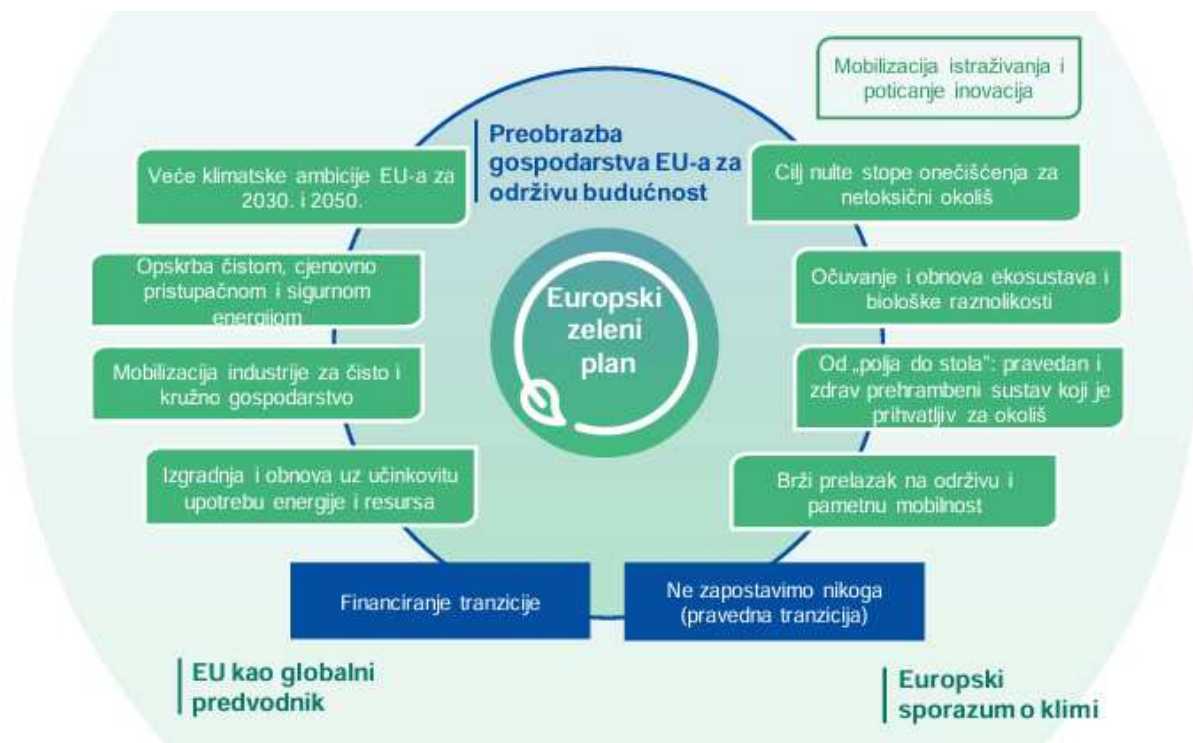 Mobilizacija istraživanja i
poticanje inovacija
Preobrazba
gospodarstva EU-a za
održivu budućnost
Veće klimatske ambicije EU-a za
2030. i 2050.
Cilj nulte stope onečišćenja za
netoksični okoliš
Opskrba čistom, cjenovno
pristupačnom i sigurnom
energijom
Očuvanje i obnova ekosustava i
biološke raznolikosti
Europski
zeleni
plan
Mobilizacija industrije za čisto i
kružno gospodarstvo
Od „polja do stola”: pravedan i
zdrav prehrambeni sustav koji je
prihvatljiv za okoliš
Izgradnja i obnova uz učinkovitu
upotrebu energije i resursa
Brži prelazak na održivu i
pametnu mobilnost
Financiranje tranzicije
Ne zapostavimo nikoga
(pravedna tranzicija)
EU kao globalni
predvodnik
Europski
sporazum o klimi